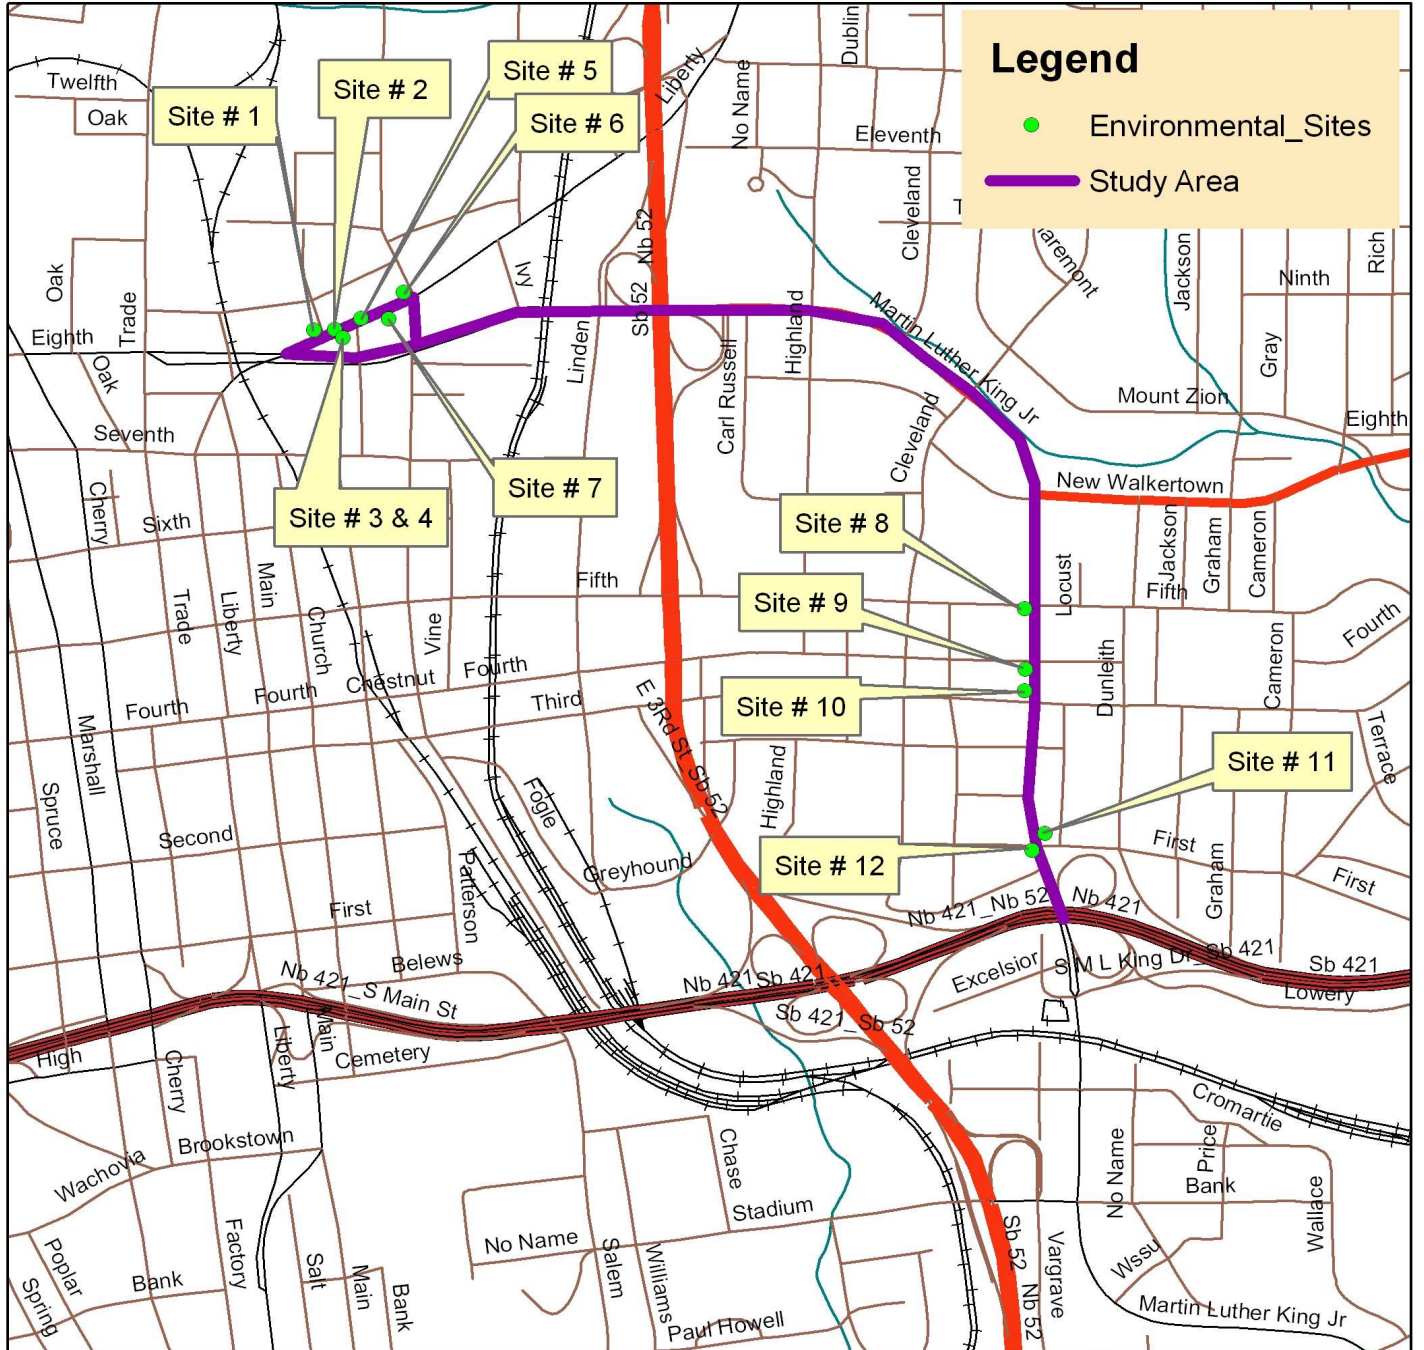 Legend
Environmental_Sites
Study Area
Site # 1
Site # 2
Site # 5
Site # 6
Site # 3 & 4
Site # 7
Site # 8
Site # 9
Site # 10
Site # 11
Site # 12
Twelfth
Oak
Liberty
No Name
Dublin
Eleventh
Cleveland
T
aremont
Jackson
Rich
Ninth
Oak
Trade
Ivy
Sb 52
Nb 52
Eighth
Oak
Linden
Highland
Carl Russell
Martin Luther King Jr
Gray
Mount Zion
Eighth
Seventh
Cleveland
New Walkertown
Cherry
Sixth
Trade
Liberty
Main
Church
Vine
Fifth
Locust
Jackson
Graham
Cameron
Fifth
Fourth
Fourth
Fourth
Chestnut
Fourth
Third
E 3Rd St_Sb 52
Dunleith
Cameron
Terrace
Marshall
Spruce
Second
Fogle
Highland
Greyhound
First
Graham
First
First
Patterson
Belews
Nb 421_S Main St
Nb 421
Sb 421
Nb 421_Nb 52
Nb 421
Excelsior
S M L King Dr_Sb 421
Sb 421
Lowery
Sb 421_Sb 52
High
Cherry
Liberty
Main
Cemetery
Brookstown
Wachovia
Cromartie
No Name
Price
Bank
Wallace
Chase
Stadium
No Name
Salem
Williams
Paul Howell
Poplar
Spring
Bank
Factory
Salt
Main
Bank
Sb 52
Nb 52
Vargrave
Wssu
Martin Luther King Jr